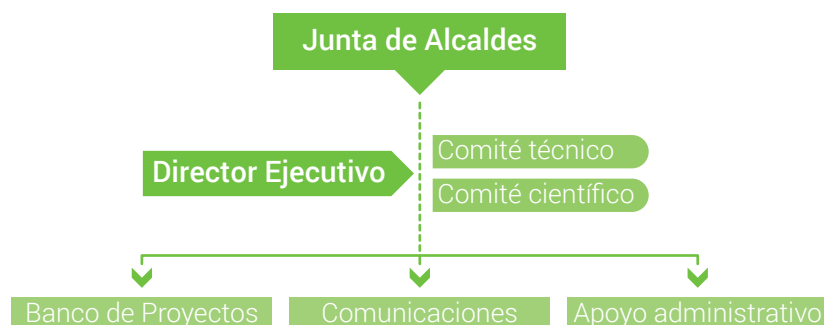 Junta de Alcaldes
Director Ejecutivo
Comité técnico
Comité científico
Banco de Proyectos
Comunicaciones
Apoyo administrativo